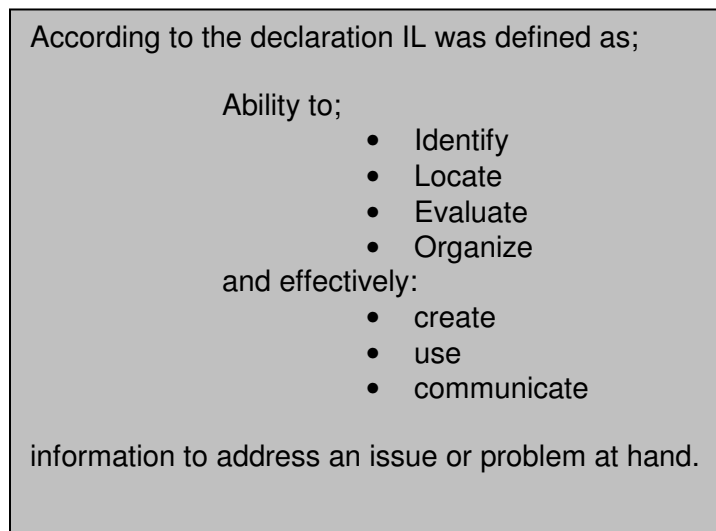 According to the declaration IL was defined as;
Ability to;
• Identify
• Locate
• Evaluate
• Organize
and effectively:
• create
• use
• communicate
information to address an issue or problem at hand.